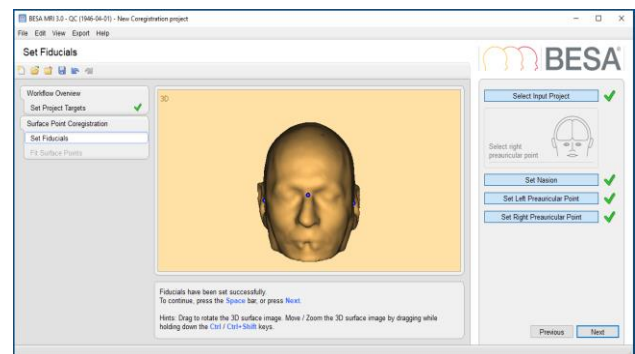 BESA MRI 3.0 - QC (1946-04-01) - New Coregistration project
File Edit View Export Help
Set Fiducials
BESA
Workflow Overview
Set Project Targets
Surface Point Coregistration
Set Fiducials
Fit Surface Points
3D
Select Input Project
Select right
preauricular point
Set Nasion
Set Left Preauricular Point
Set Right Preauricular Point
Fiducials have been set successfully.
To continue, press the Space bar, or press Next.
Hints: Drag to rotate the 3D surface image. Move / Zoom the 3D surface image by dragging while
holding down the Ctrl / Ctrl+Shift keys.
Previous Next